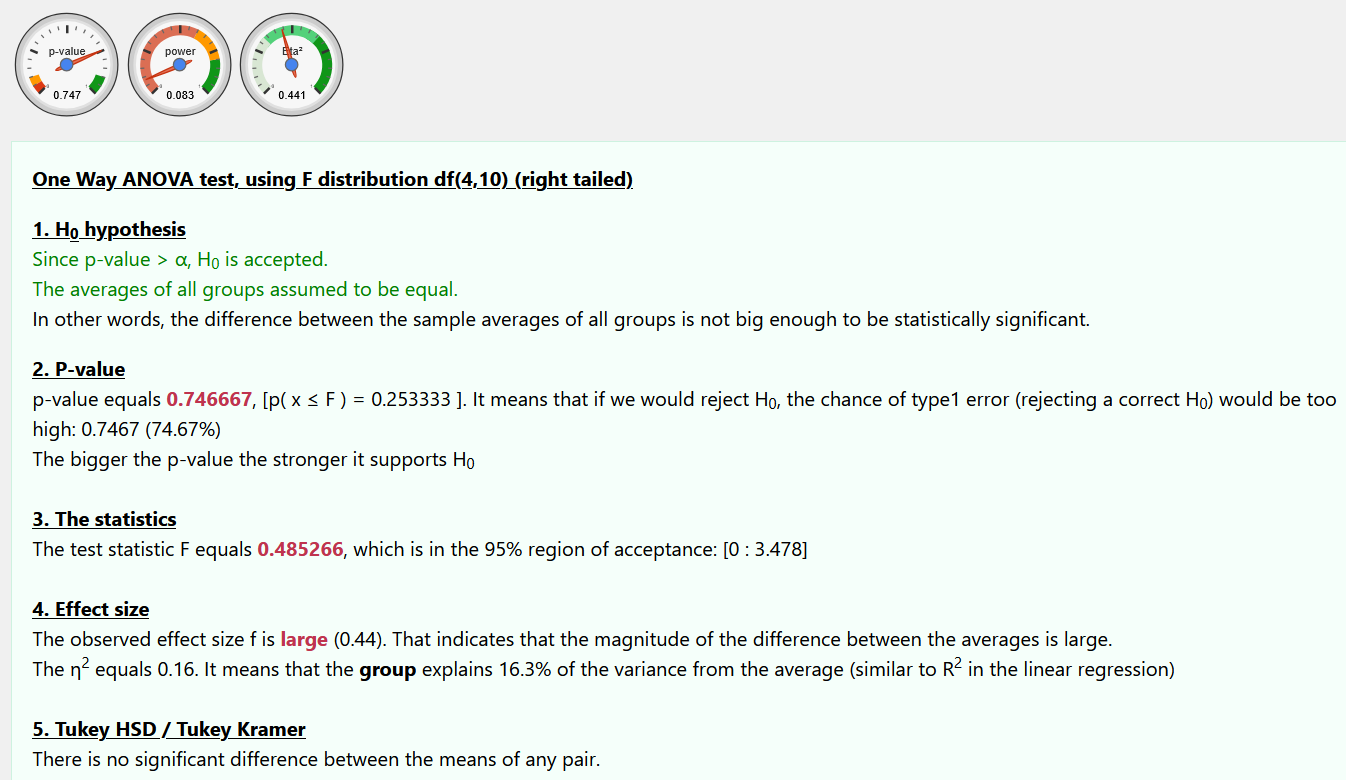 p-value power Eta²
0.747 0.083 0.441
One Way ANOVA test, using F distribution df(4,10) (right tailed)
1. H₀ hypothesis
Since p-value > α, H₀ is accepted.
The averages of all groups assumed to be equal.
In other words, the difference between the sample averages of all groups is not big enough to be statistically significant.
2. P-value
p-value equals 0.746667, [p( x ≤ F ) = 0.253333 ]. It means that if we would reject H₀, the chance of type1 error (rejecting a correct H₀) would be too
high: 0.7467 (74.67%)
The bigger the p-value the stronger it supports H₀
3. The statistics
The test statistic F equals 0.485266, which is in the 95% region of acceptance: [0 : 3.478]
4. Effect size
The observed effect size f is large (0.44). That indicates that the magnitude of the difference between the averages is large.
The η² equals 0.16. It means that the group explains 16.3% of the variance from the average (similar to R² in the linear regression)
5. Tukey HSD / Tukey Kramer
There is no significant difference between the means of any pair.